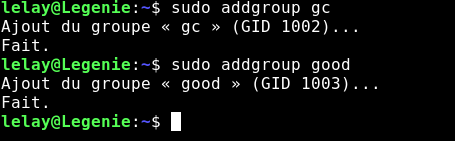 lelay@Legenie:~$ sudo addgroup gc
Ajout du groupe « gc » (GID 1002)...
Fait.
lelay@Legenie:~$ sudo addgroup good
Ajout du groupe « good » (GID 1003)...
Fait.
lelay@Legenie:~$